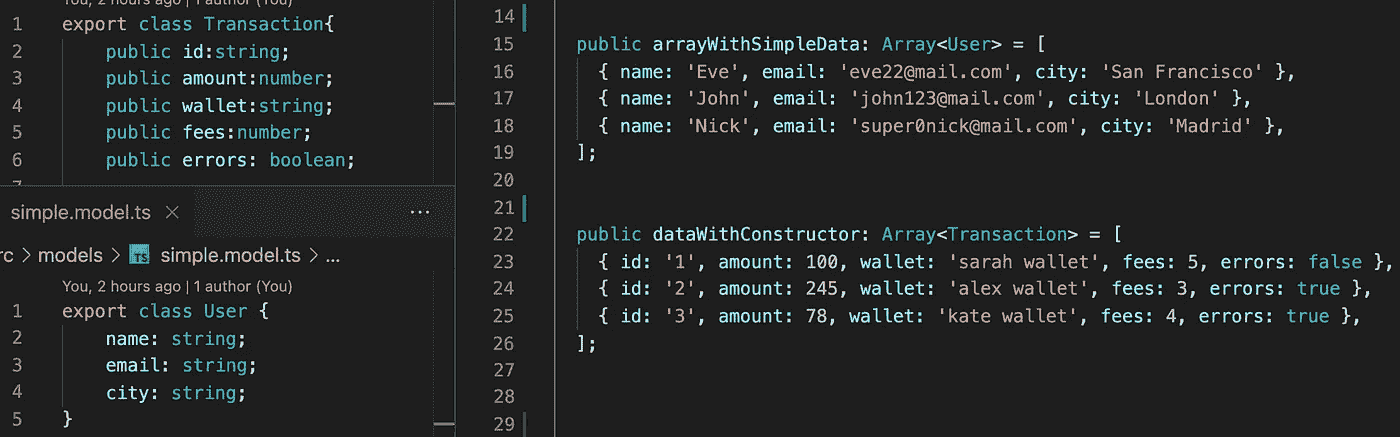 You, 2 hours ago | 1 author (You)
1 export class Transaction{
2 public id:string;
3 public amount:number;
4 public wallet:string;
5 public fees:number;
6 public errors: boolean;
simple.model.ts
rc > models > TS simple.model.ts > ...
You, 2 hours ago | 1 author (You)
1 export class User {
2 name: string;
3 email: string;
4 city: string;
5 }
14
15 public arrayWithSimpleData: Array<User> = [
16 { name: 'Eve', email: 'eve22@mail.com', city: 'San Francisco' },
17 { name: 'John', email: 'john123@mail.com', city: 'London' },
18 { name: 'Nick', email: 'super0nick@mail.com', city: 'Madrid' },
19 ];
20
21
22 public dataWithConstructor: Array<Transaction> = [
23 { id: '1', amount: 100, wallet: 'sarah wallet', fees: 5, errors: false },
24 { id: '2', amount: 245, wallet: 'alex wallet', fees: 3, errors: true },
25 { id: '3', amount: 78, wallet: 'kate wallet', fees: 4, errors: true },
26 ];
27
28
29